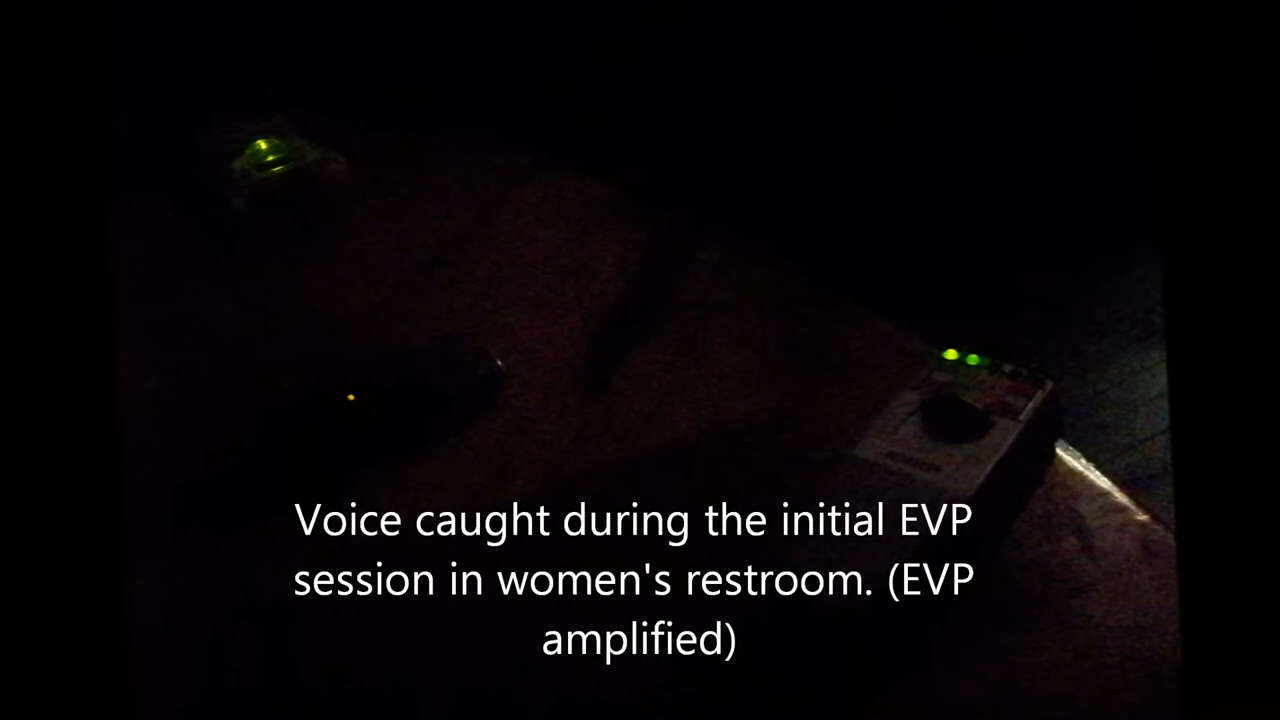 Voice caught during the initial EVP
session in women's restroom. (EVP
amplified)